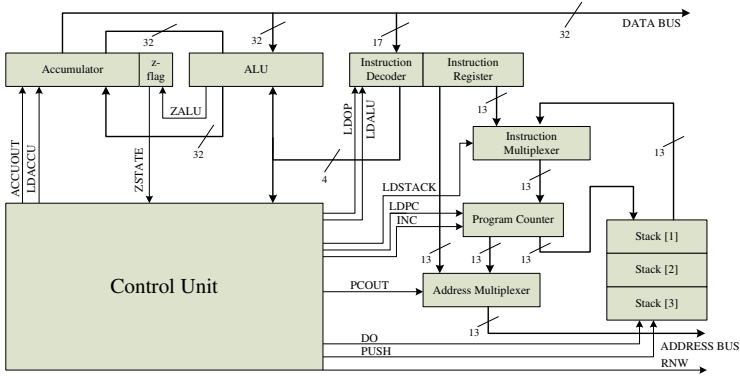 DATA BUS
32
32
32
17
Accumulator
z-
flag
ALU
Instruction
Decoder
Instruction
Register
ZALU
32
13
LDOP
LDALU
ACCUOUT
LDACCU
ZSTATE
4
Instruction
Multiplexer
13
13
LDSTACK
LDPC
INC
Program Counter
Stack [1]
Stack [2]
Stack [3]
13
13
13
Control Unit
PCOUT
Address Multiplexer
13
DO
PUSH
ADDRESS BUS
RNW